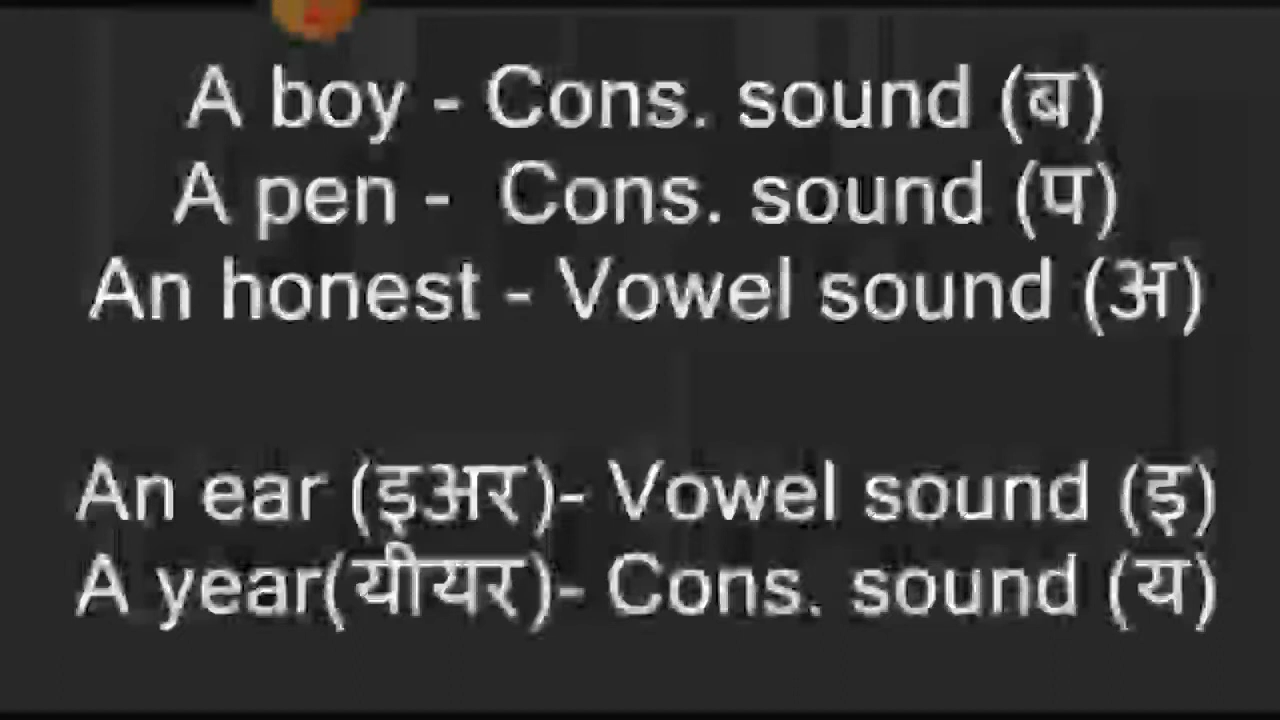 A boy - Cons. sound (ब)
A pen - Cons. sound (प)
An honest - Vowel sound (अ)
An ear (इअर)- Vowel sound (इ)
A year(यीयर)- Cons. sound (य)